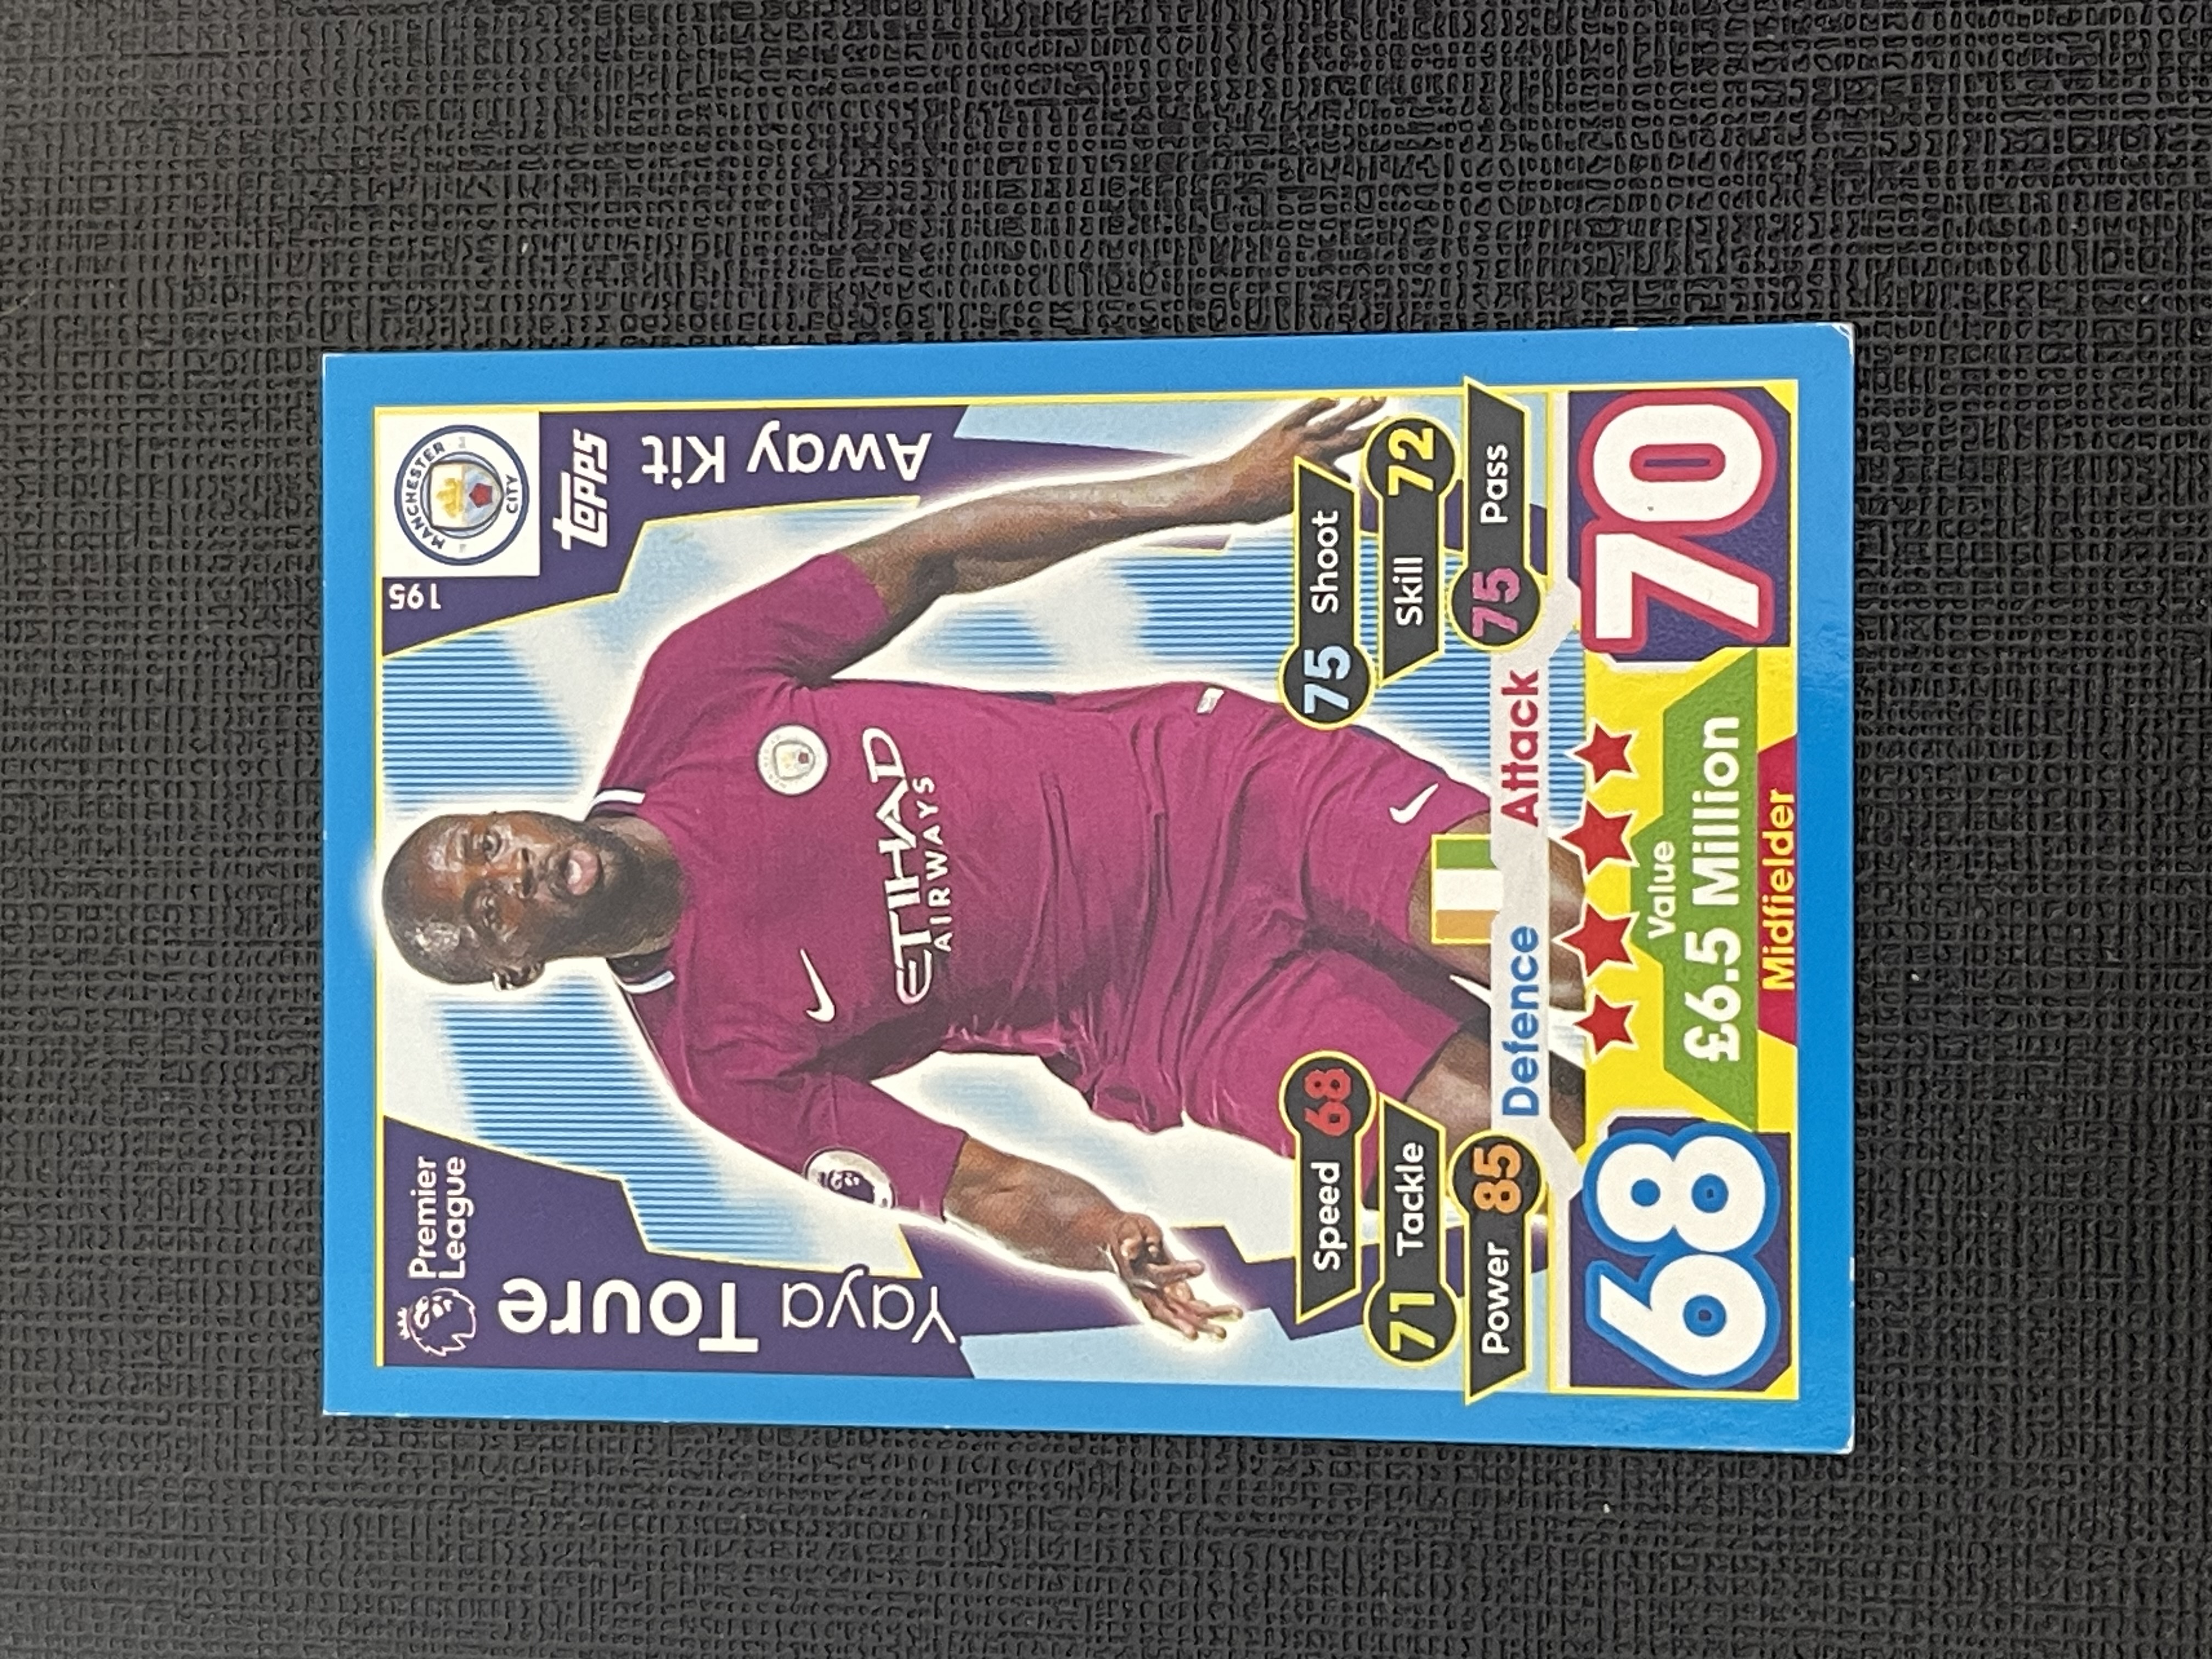 Premier
League
Yaya Toure
195
MANCHESTER
CITY
Topps
Away Kit
ETIHAD
AIRWAYS
Speed 68
75 Shoot
71 Tackle
Skill 72
Power 85
75 Pass
Defence
Attack
68
70
Value
£6.5 Million
Midfielder